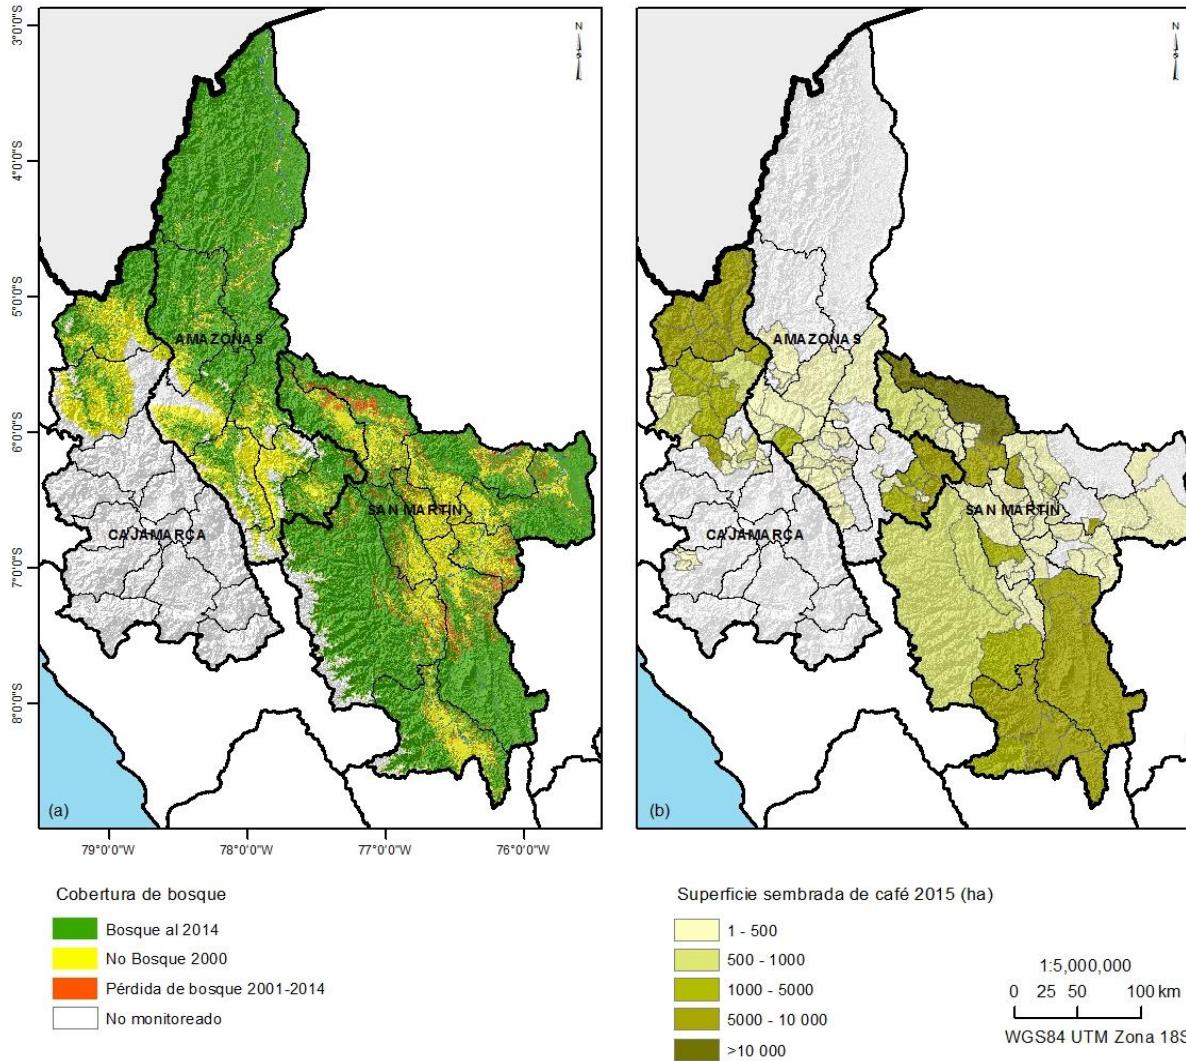 N
N
3°0'0"S
4°0'0"S
5°0'0"S
6°0'0"S
7°0'0"S
8°0'0"S
AMAZONAS
SAN MARTIN
CAJAMARCA
(a)
AMAZONAS
SAN MARTIN
CAJAMARCA
(b)
79°0'0"W 78°0'0"W 77°0'0"W 76°0'0"W
Cobertura de bosque
Bosque al 2014
No Bosque 2000
Pérdida de bosque 2001-2014
No monitoreado
Superficie sembrada de café 2015 (ha)
1 - 500
500 - 1000
1000 - 5000
5000 - 10 000
>10 000
1:5,000,000
0 25 50 100 km
WGS84 UTM Zona 18S